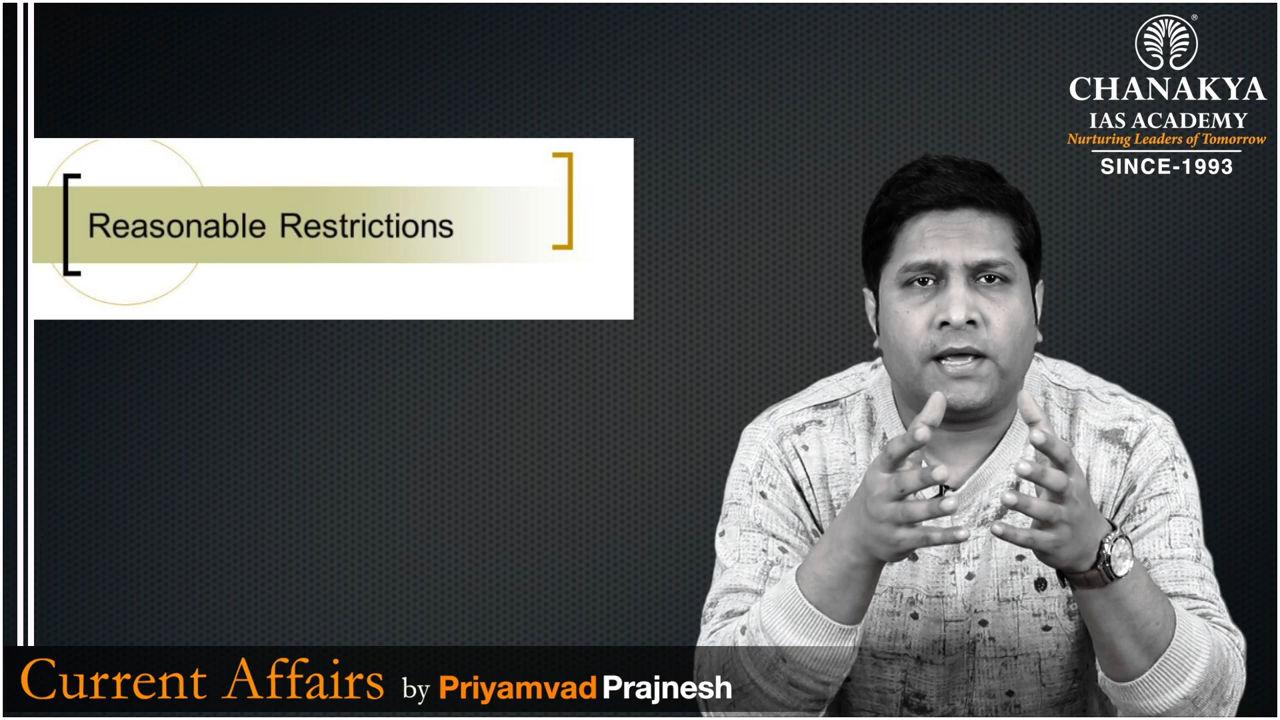 CHANAKYA
IAS ACADEMY
Nurturing Leaders of Tomorrow
SINCE-1993
Reasonable Restrictions
Current Affairs by Priyamvad Prajnesh